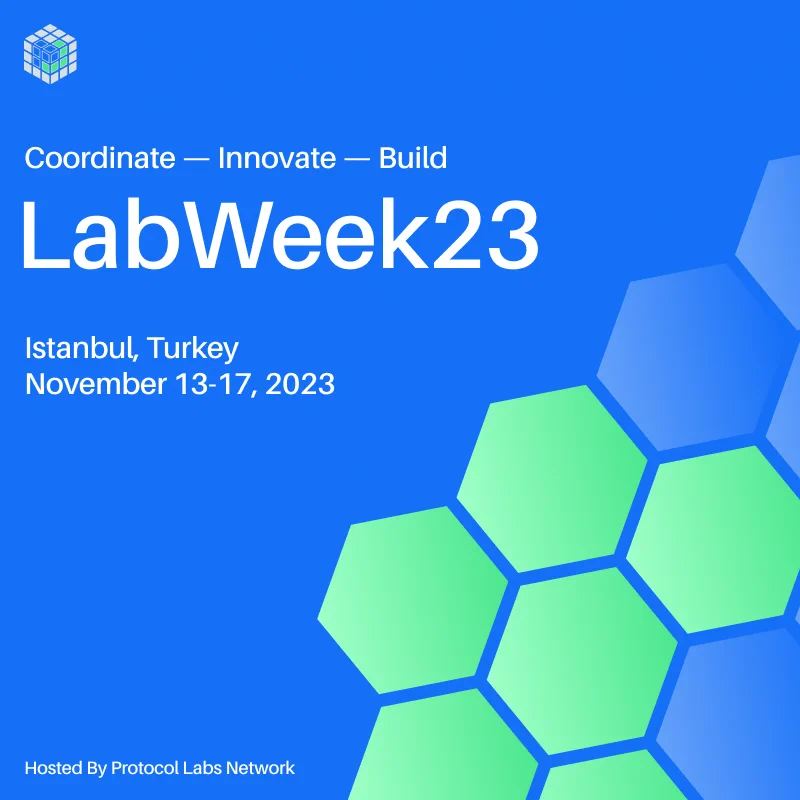 Coordinate — Innovate — Build
LabWeek23
Istanbul, Turkey
November 13-17, 2023
Hosted By Protocol Labs Network